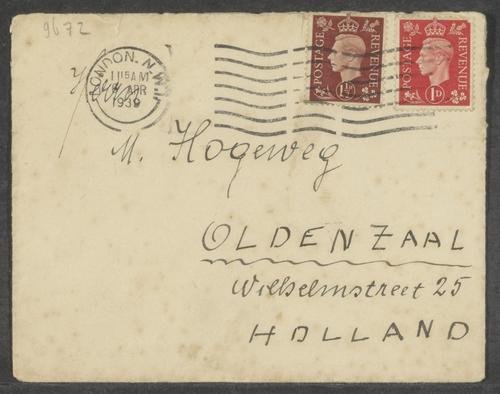 9672
LONDON. N.W.1
11 15 AM
APR
1939
POSTAGE REVENUE
1½D
POSTAGE REVENUE
1D
M. Hogeweg
OLDENZAAL
Wilhelmstreet 25
HOLLAND